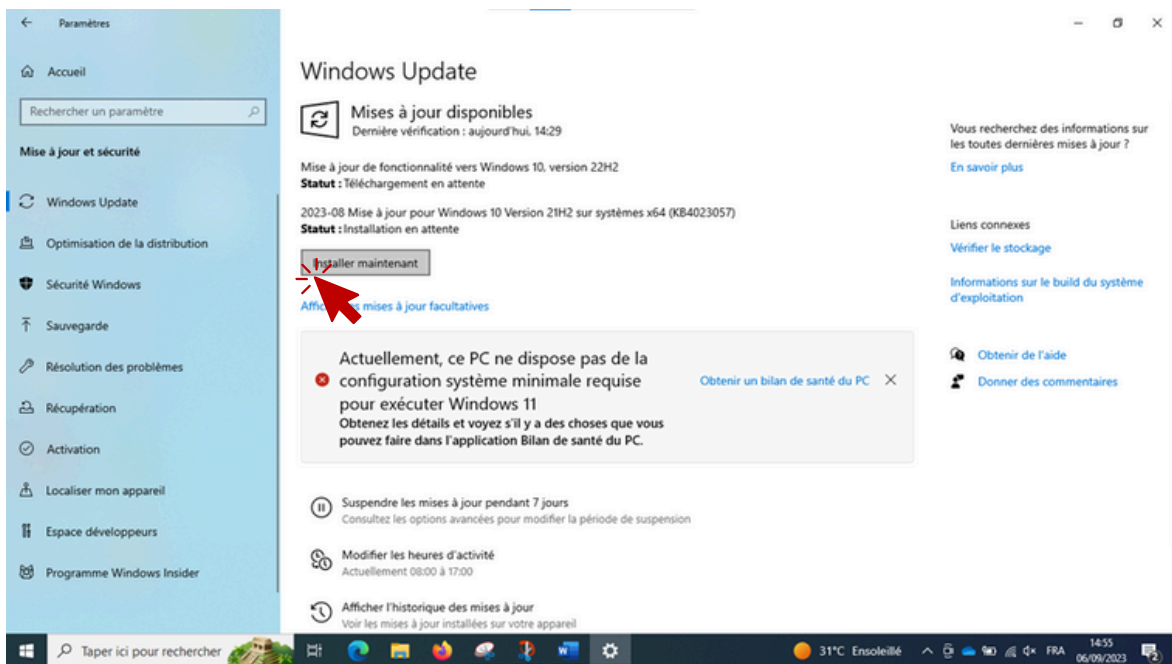 Paramètres
Accueil
Rechercher un paramètre
Mise à jour et sécurité
Windows Update
Optimisation de la distribution
Sécurité Windows
Sauvegarde
Résolution des problèmes
Récupération
Activation
Localiser mon appareil
Espace développeurs
Programme Windows Insider
Windows Update
Mises à jour disponibles
Dernière vérification : aujourd'hui, 14:29
Mise à jour de fonctionnalité vers Windows 10, version 22H2
Statut : Téléchargement en attente
2023-08 Mise à jour pour Windows 10 Version 21H2 sur systèmes x64 (KB4023057)
Statut : Installation en attente
Installer maintenant
mises à jour facultatives
Actuellement, ce PC ne dispose pas de la
configuration système minimale requise
pour exécuter Windows 11
Obtenez les détails et voyez s'il y a des choses que vous
pouvez faire dans l'application Bilan de santé du PC.
Obtenir un bilan de santé du PC
Suspendre les mises à jour pendant 7 jours
Consultez les options avancées pour modifier la période de suspension
Modifier les heures d'activité
Actuellement 08:00 à 17:00
Afficher l'historique des mises à jour
Voir les mises à jour installées sur votre appareil
Vous recherchez des informations sur
les toutes dernières mises à jour ?
En savoir plus
Liens connexes
Vérifier le stockage
Informations sur le build du système
d'exploitation
Obtenir de l'aide
Donner des commentaires
Taper ici pour rechercher
31°C Ensoleillé
FRA
14:55
06/09/2023